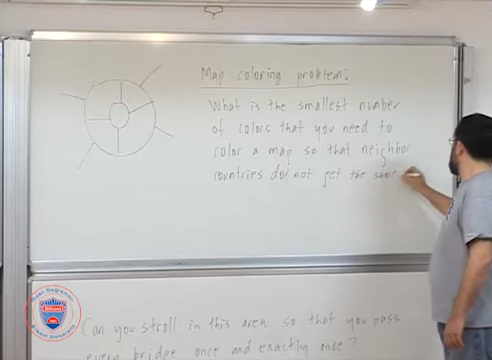 Map coloring problem:
What is the smallest number
of colors that you need to
color a map so that neighbor
countries do not get the same
Can you stroll in this area so that you pass
every bridge once and exactly once?